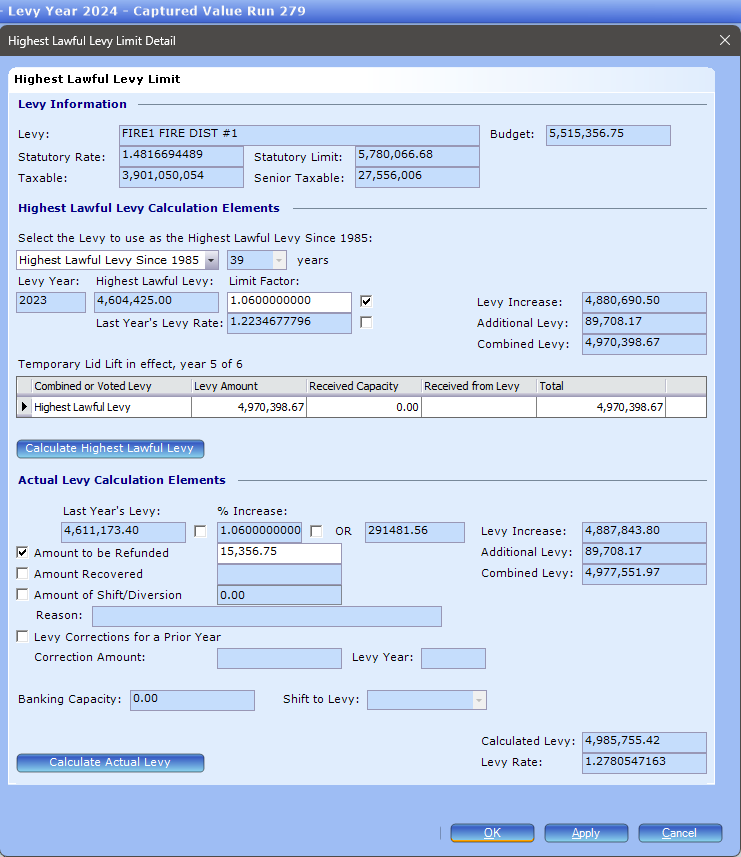 - Levy Year 2024 - Captured Value Run 279
Highest Lawful Levy Limit Detail
Highest Lawful Levy Limit
Levy Information
Levy: FIRE1 FIRE DIST #1 Budget: 5,515,356.75
Statutory Rate: 1.4816694489 Statutory Limit: 5,780,066.68
Taxable: 3,901,050,054 Senior Taxable: 27,556,006
Highest Lawful Levy Calculation Elements
Select the Levy to use as the Highest Lawful Levy Since 1985:
Highest Lawful Levy Since 1985 39 years
Levy Year: Highest Lawful Levy: Limit Factor:
2023 4,604,425.00 1.0600000000 Levy Increase: 4,880,690.50
Last Year's Levy Rate: 1.2234677796 Additional Levy: 89,708.17
Combined Levy: 4,970,398.67
Temporary Lid Lift in effect, year 5 of 6
Combined or Voted Levy Levy Amount Received Capacity Received from Levy Total
Highest Lawful Levy 4,970,398.67 0.00 4,970,398.67
Calculate Highest Lawful Levy
Actual Levy Calculation Elements
Last Year's Levy: % Increase:
4,611,173.40 1.0600000000 OR 291481.56 Levy Increase: 4,887,843.80
Amount to be Refunded 15,356.75 Additional Levy: 89,708.17
Amount Recovered Combined Levy: 4,977,551.97
Amount of Shift/Diversion 0.00
Reason:
Levy Corrections for a Prior Year
Correction Amount: Levy Year:
Banking Capacity: 0.00 Shift to Levy:
Calculated Levy: 4,985,755.42
Calculate Actual Levy Levy Rate: 1.2780547163
OK Apply Cancel